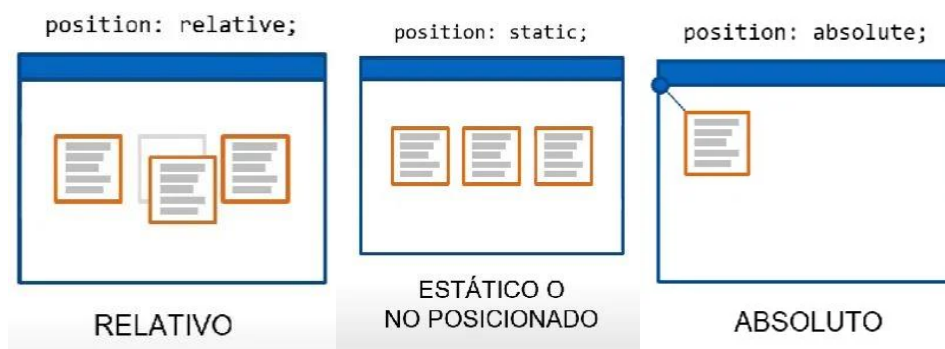 position: relative;
RELATIVO
position: static;
ESTÁTICO O
NO POSICIONADO
position: absolute;
ABSOLUTO